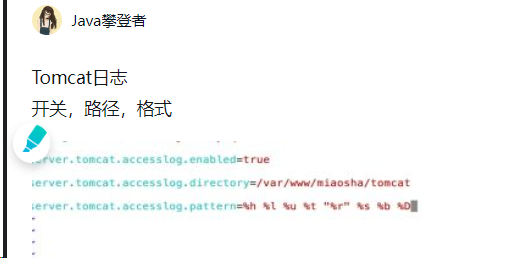 Java攀登者
Tomcat日志
开关，路径，格式
server.tomcat.accesslog.enabled=true
server.tomcat.accesslog.directory=/var/www/miaosha/tomcat
server.tomcat.accesslog.pattern=%h %l %u %t "%r" %s %b %D
~
~
~